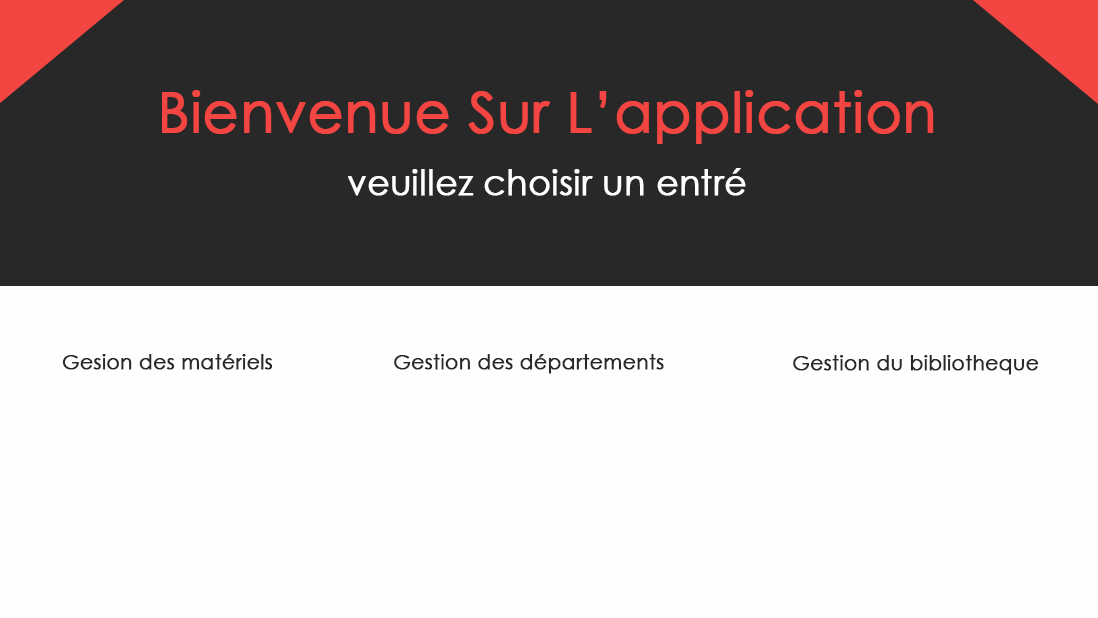 Bienvenue Sur L’application
veuillez choisir un entré
Gesion des matériels
Gestion des départements
Gestion du bibliotheque